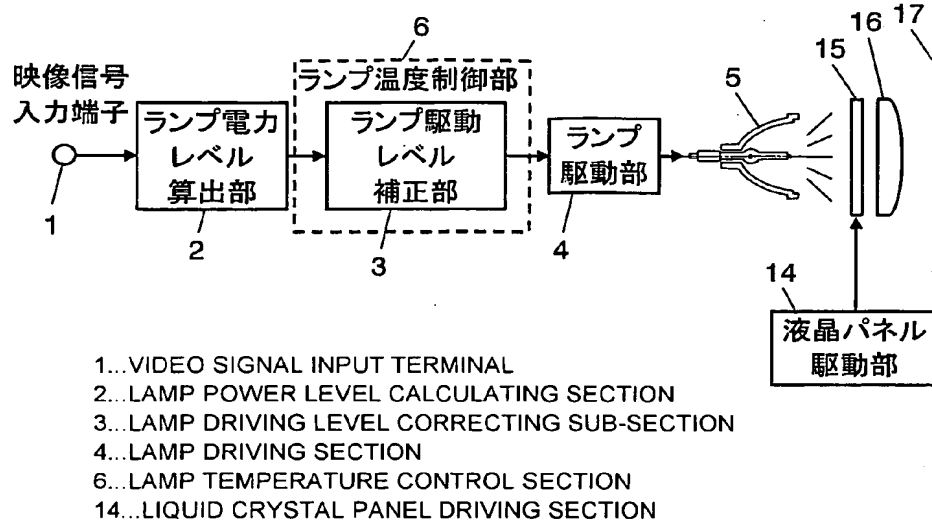 6
17
16
15
映像信号
入力端子
ランプ温度制御部
5
ランプ電力
レベル
算出部
ランプ駆動
レベル
補正部
ランプ
駆動部
1
2
3
4
14
液晶パネル
駆動部
1...VIDEO SIGNAL INPUT TERMINAL
2...LAMP POWER LEVEL CALCULATING SECTION
3...LAMP DRIVING LEVEL CORRECTING SUB-SECTION
4...LAMP DRIVING SECTION
6...LAMP TEMPERATURE CONTROL SECTION
14...LIQUID CRYSTAL PANEL DRIVING SECTION